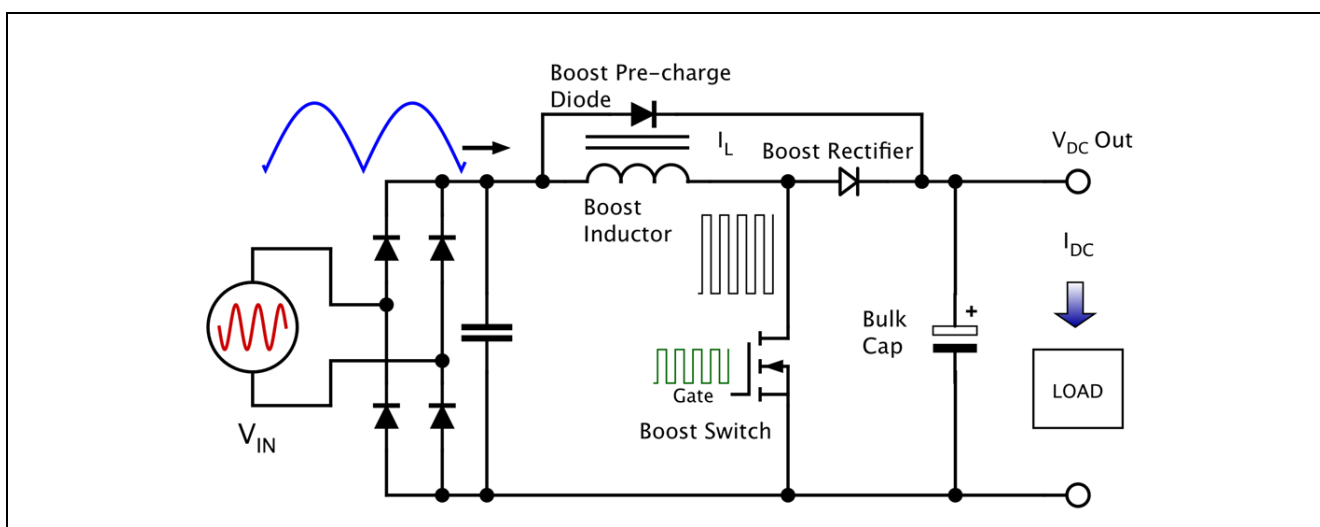 Boost Pre-charge
Diode
I_L
Boost Rectifier
V_DC Out
Boost
Inductor
I_DC
Bulk
Cap
+
Gate
LOAD
Boost Switch
V_IN